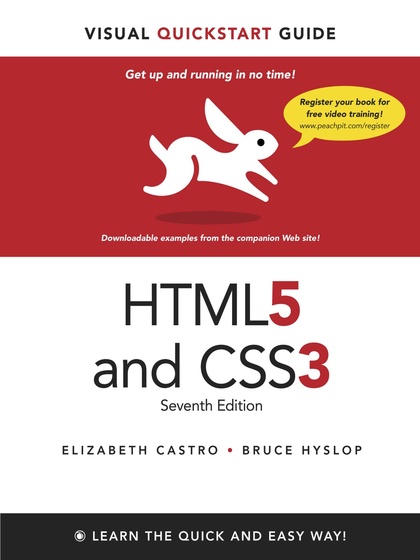 VISUAL QUICKSTART GUIDE
Get up and running in no time!
Register your book for
free video training!
www.peachpit.com/register
Downloadable examples from the companion Web site!
HTML5
and CSS3
Seventh Edition
ELIZABETH CASTRO • BRUCE HYSLOP
LEARN THE QUICK AND EASY WAY!